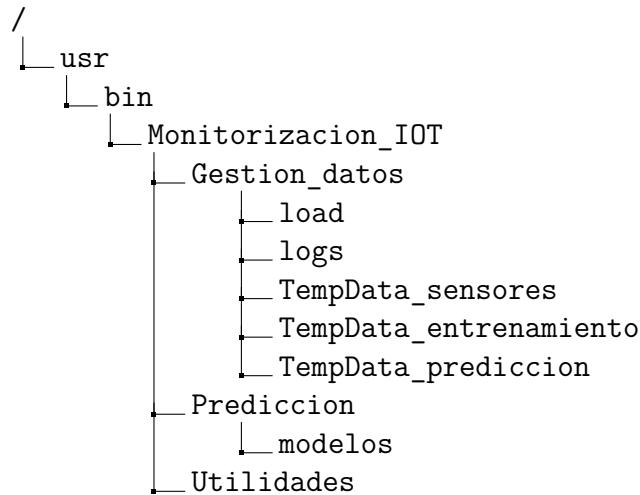 /
usr
bin
Monitorizacion_IOT
Gestion_datos
load
logs
TempData_sensores
TempData_entrenamiento
TempData_prediccion
Prediccion
modelos
Utilidades